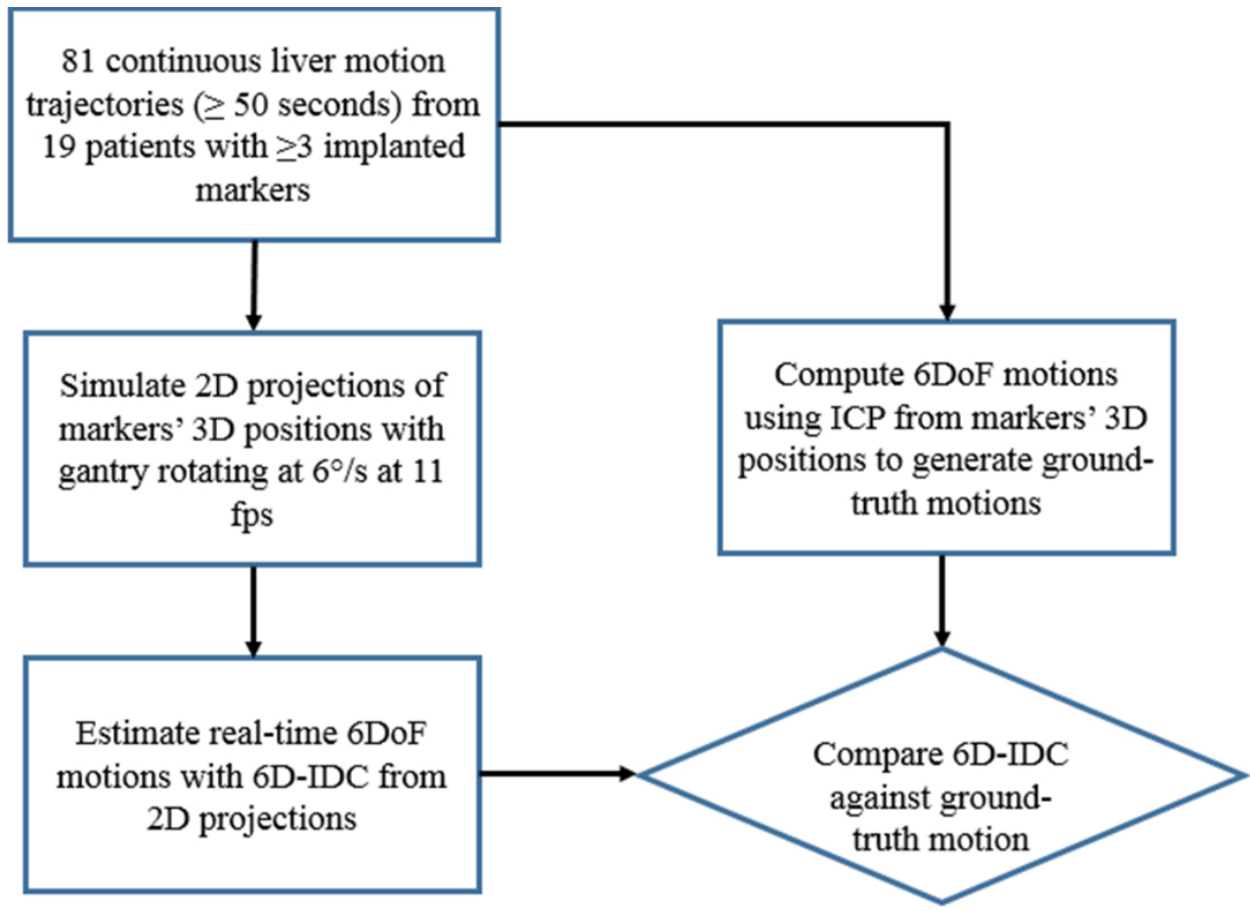 81 continuous liver motion
trajectories (≥ 50 seconds) from
19 patients with ≥3 implanted
markers
Simulate 2D projections of
markers’ 3D positions with
gantry rotating at 6°/s at 11
fps
Compute 6DoF motions
using ICP from markers’ 3D
positions to generate ground-
truth motions
Estimate real-time 6DoF
motions with 6D-IDC from
2D projections
Compare 6D-IDC
against ground-
truth motion